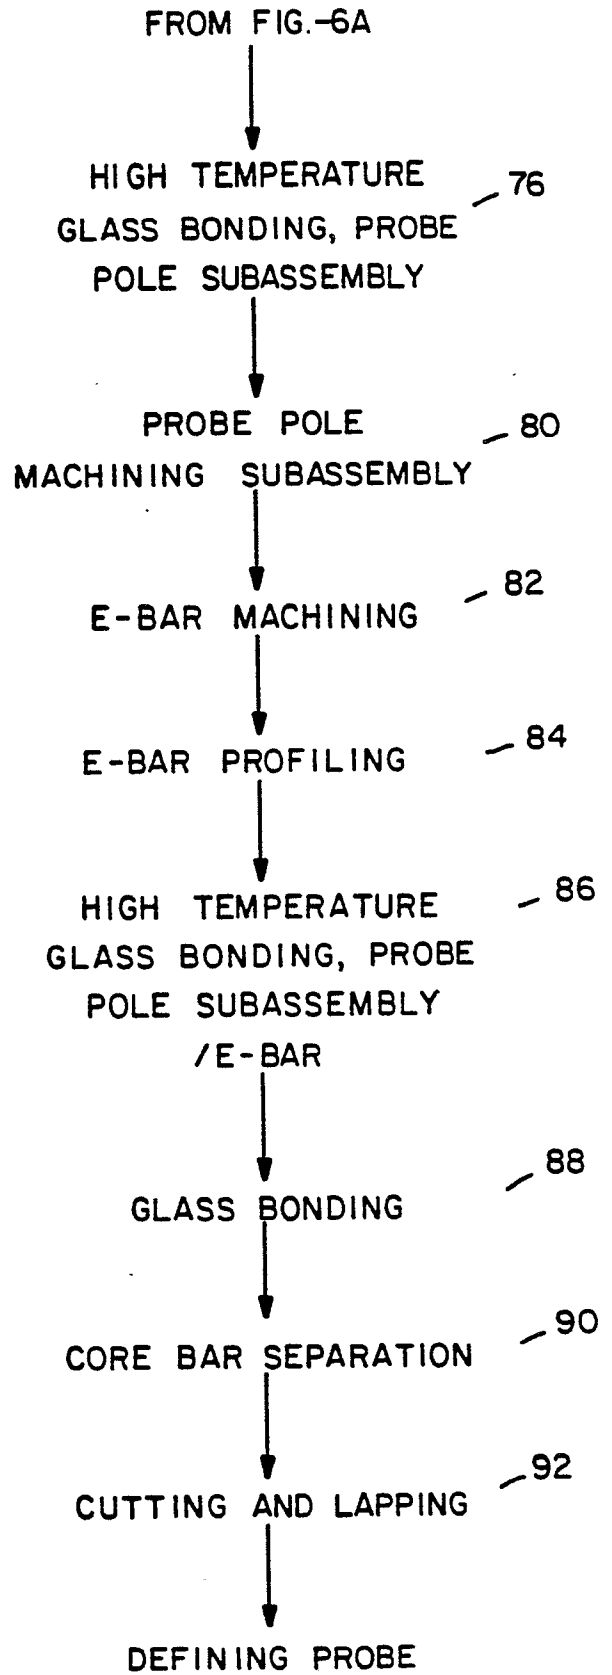 FROM FIG.-6A
HIGH TEMPERATURE
76
GLASS BONDING, PROBE
POLE SUBASSEMBLY
PROBE POLE
80
MACHINING SUBASSEMBLY
82
E-BAR MACHINING
84
E-BAR PROFILING
86
HIGH TEMPERATURE
GLASS BONDING, PROBE
POLE SUBASSEMBLY
/E-BAR
88
GLASS BONDING
90
CORE BAR SEPARATION
92
CUTTING AND LAPPING
DEFINING PROBE